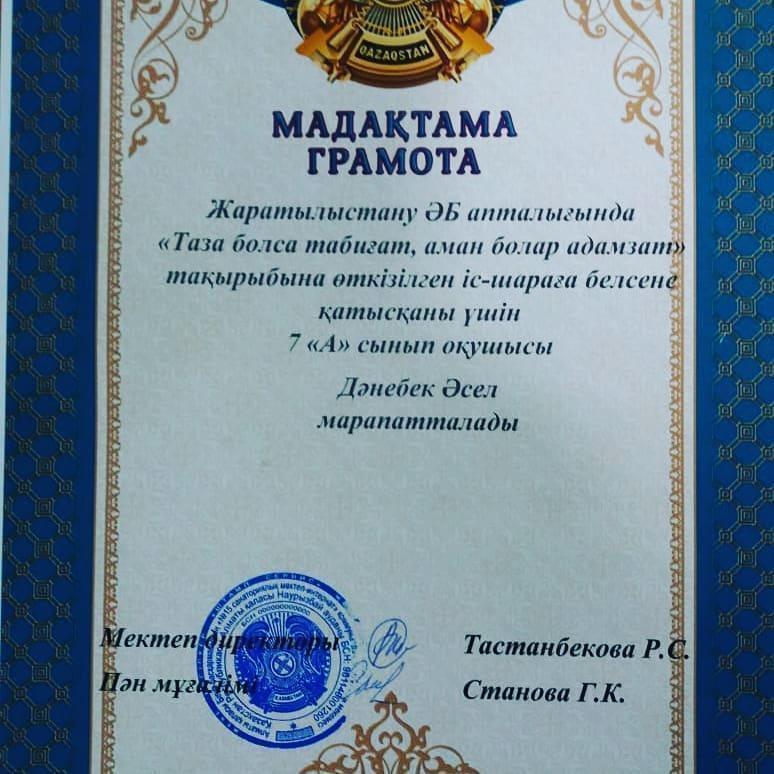 QAZAQSTAN
МАДАҚТАМА
ГРАМОТА
Жаратылыстану ӘБ апталығында
«Таза болса табиғат, аман болар адамзат»
тақырыбына өткізілген іс-шараға белсене
қатысқаны үшін
7 «А» сынып оқушысы
Дәнебек Әсел
марапатталады
Мектеп директоры Тастанбекова Р.С.
Пән мұғалімі Станова Г.К.